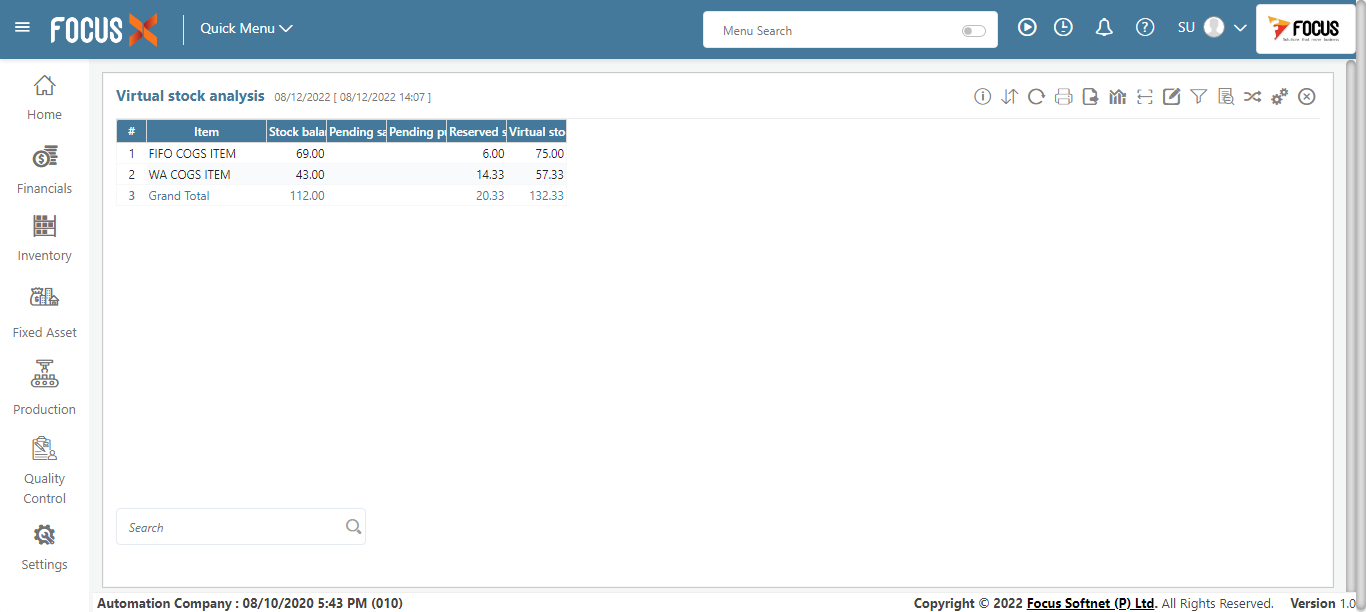 FOCUS X Quick Menu Menu Search SU FOCUS
Home
Financials
Inventory
Fixed Asset
Production
Quality
Control
Settings
Virtual stock analysis 08/12/2022 [ 08/12/2022 14:07 ]
# Item Stock bala Pending sa Pending p Reserved s Virtual sto
1 FIFO COGS ITEM 69.00 6.00 75.00
2 WA COGS ITEM 43.00 14.33 57.33
3 Grand Total 112.00 20.33 132.33
Search
Automation Company : 08/10/2020 5:43 PM (010) Copyright © 2022 Focus Softnet (P) Ltd. All Rights Reserved. Version 1.0